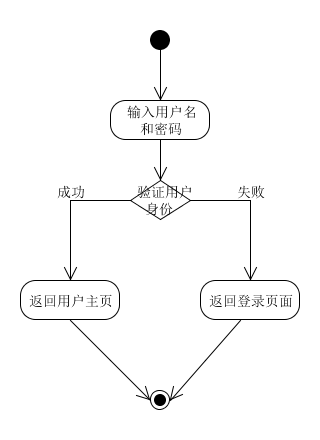 输入用户名
和密码
成功
验证用户
身份
失败
返回用户主页
返回登录页面